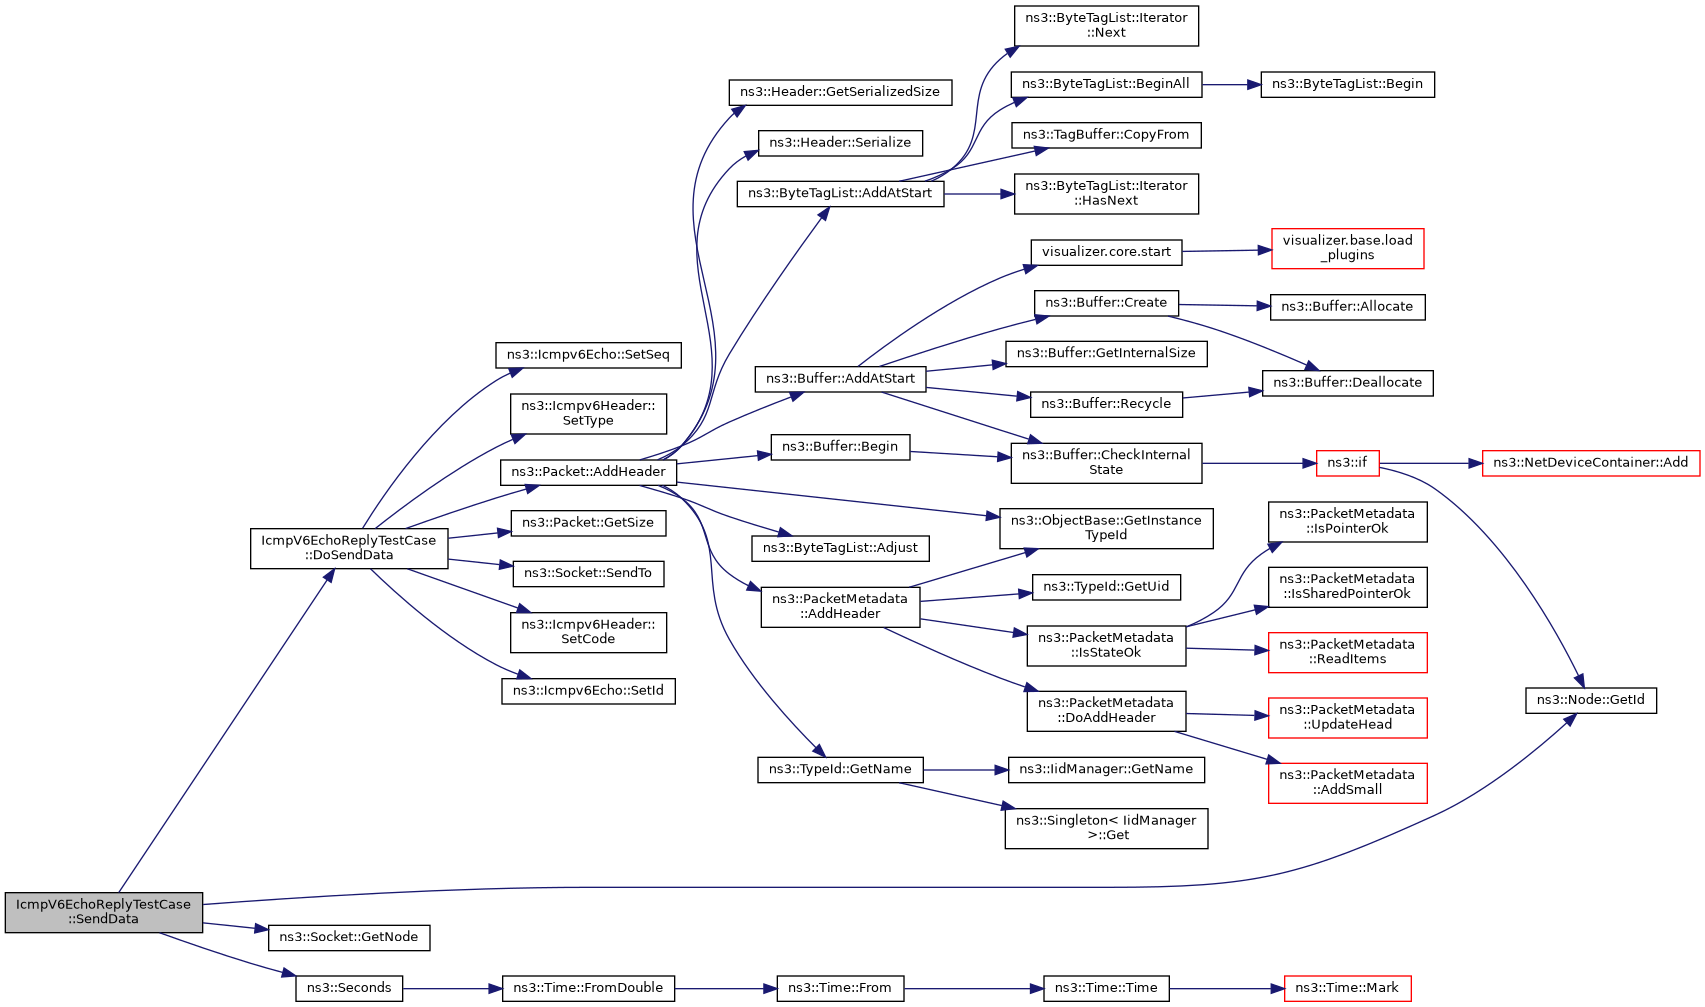 ns3::ByteTagList::Iterator
::Next
ns3::Header::GetSerializedSize
ns3::ByteTagList::BeginAll
ns3::ByteTagList::Begin
ns3::Header::Serialize
ns3::TagBuffer::CopyFrom
ns3::ByteTagList::AddAtStart
ns3::ByteTagList::Iterator
::HasNext
visualizer.core.start
visualizer.base.load
_plugins
ns3::Buffer::Create
ns3::Buffer::Allocate
ns3::Icmpv6Echo::SetSeq
ns3::Buffer::GetInternalSize
ns3::Buffer::AddAtStart
ns3::Buffer::Deallocate
ns3::Icmpv6Header::
SetType
ns3::Buffer::Recycle
ns3::Buffer::Begin
ns3::Buffer::CheckInternal
State
ns3::if
ns3::NetDeviceContainer::Add
ns3::Packet::AddHeader
ns3::Packet::GetSize
ns3::ObjectBase::GetInstance
TypeId
ns3::PacketMetadata
::IsPointerOk
IcmpV6EchoReplyTestCase
::DoSendData
ns3::ByteTagList::Adjust
ns3::Socket::SendTo
ns3::TypeId::GetUid
ns3::PacketMetadata
::IsSharedPointerOk
ns3::PacketMetadata
::AddHeader
ns3::Icmpv6Header::
SetCode
ns3::PacketMetadata
::IsStateOk
ns3::PacketMetadata
::ReadItems
ns3::Icmpv6Echo::SetId
ns3::PacketMetadata
::DoAddHeader
ns3::PacketMetadata
::UpdateHead
ns3::Node::GetId
ns3::TypeId::GetName
ns3::IidManager::GetName
ns3::PacketMetadata
::AddSmall
ns3::Singleton< IidManager
>::Get
IcmpV6EchoReplyTestCase
::SendData
ns3::Socket::GetNode
ns3::Seconds
ns3::Time::FromDouble
ns3::Time::From
ns3::Time::Time
ns3::Time::Mark